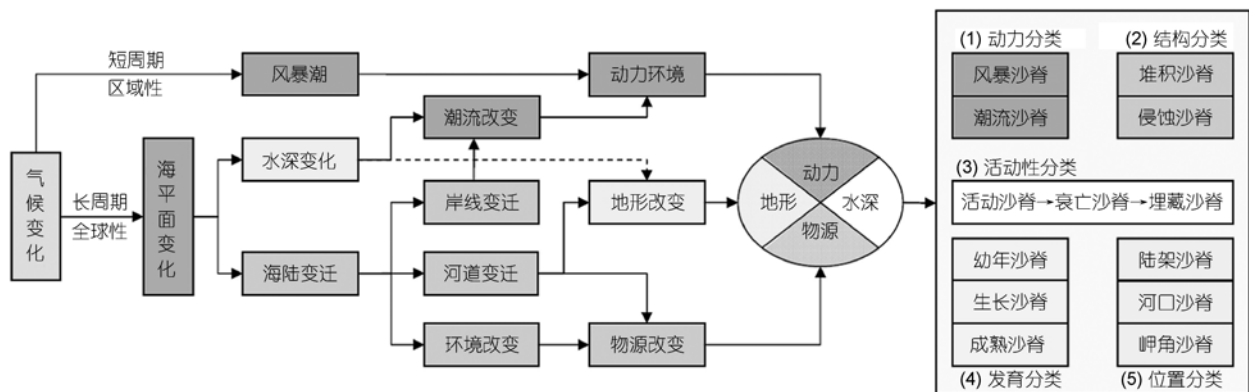 气候变化
短周期
区域性
长周期
全球性
海平面变化
风暴潮
动力环境
潮流改变
水深变化
岸线变迁
地形改变
海陆变迁
河道变迁
环境改变
物源改变
动力
地形
水深
物源
(1) 动力分类
风暴沙脊
潮流沙脊
(2) 结构分类
堆积沙脊
侵蚀沙脊
(3) 活动性分类
活动沙脊→衰亡沙脊→埋藏沙脊
幼年沙脊
生长沙脊
成熟沙脊
(4) 发育分类
陆架沙脊
河口沙脊
岬角沙脊
(5) 位置分类